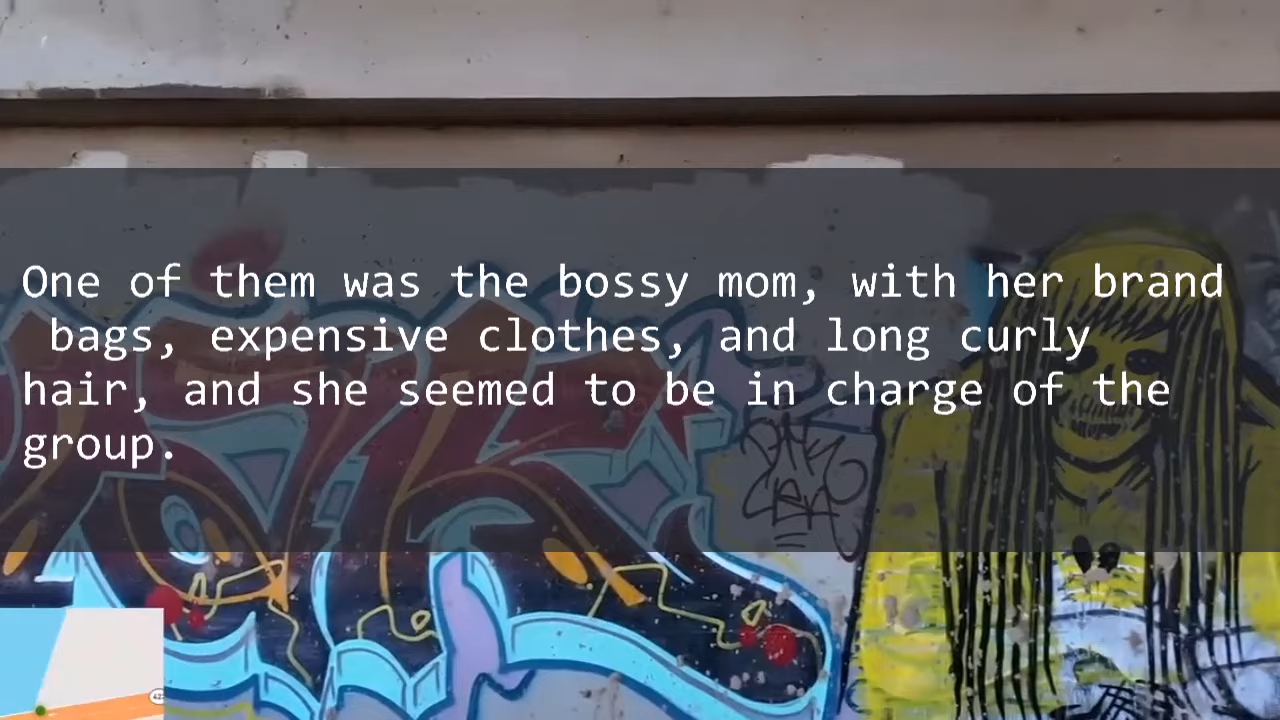 One of them was the bossy mom, with her brand
bags, expensive clothes, and long curly
hair, and she seemed to be in charge of the
group.